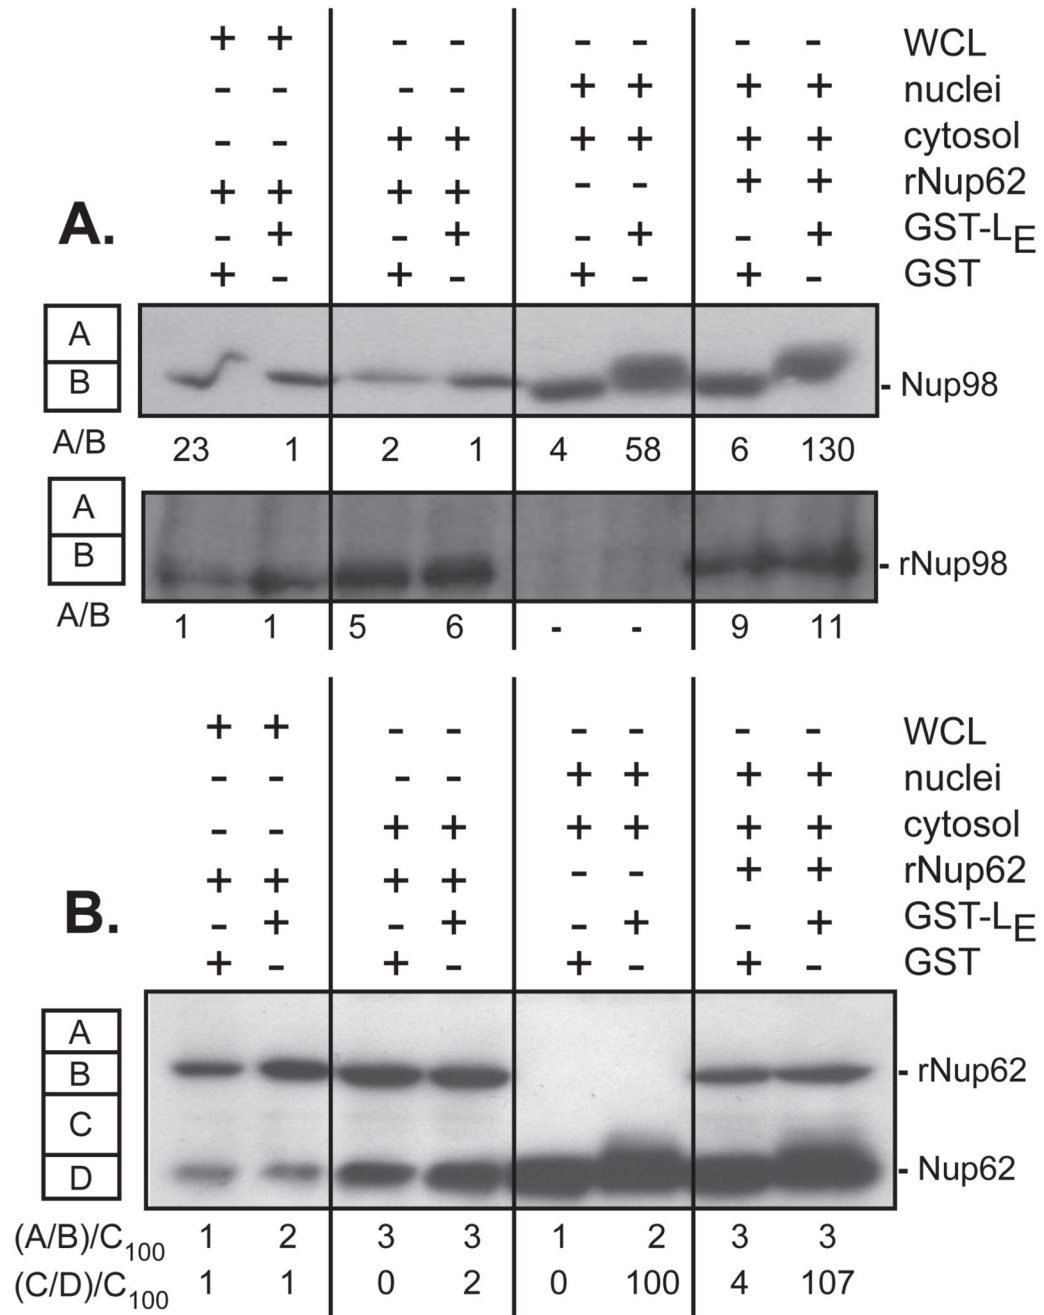 + + - - - - - - WCL
- - - - + + + + nuclei
- - + + + + + + cytosol
+ + + + - - + + rNup62
A.
- + - + - + - + GST-LE
+ - + - + - + - GST
A
B
- Nup98
A/B 23 1 2 1 4 58 6 130
A
B
- rNup98
A/B 1 1 5 6 - - 9 11
+ + - - - - - - WCL
- - - - + + + + nuclei
- - + + + + + + cytosol
+ + + + - - + + rNup62
B.
- + - + - + - + GST-LE
+ - + - + - + - GST
A
B
- rNup62
C
D
- Nup62
(A/B)/C100 1 2 3 3 1 2 3 3
(C/D)/C100 1 1 0 2 0 100 4 107